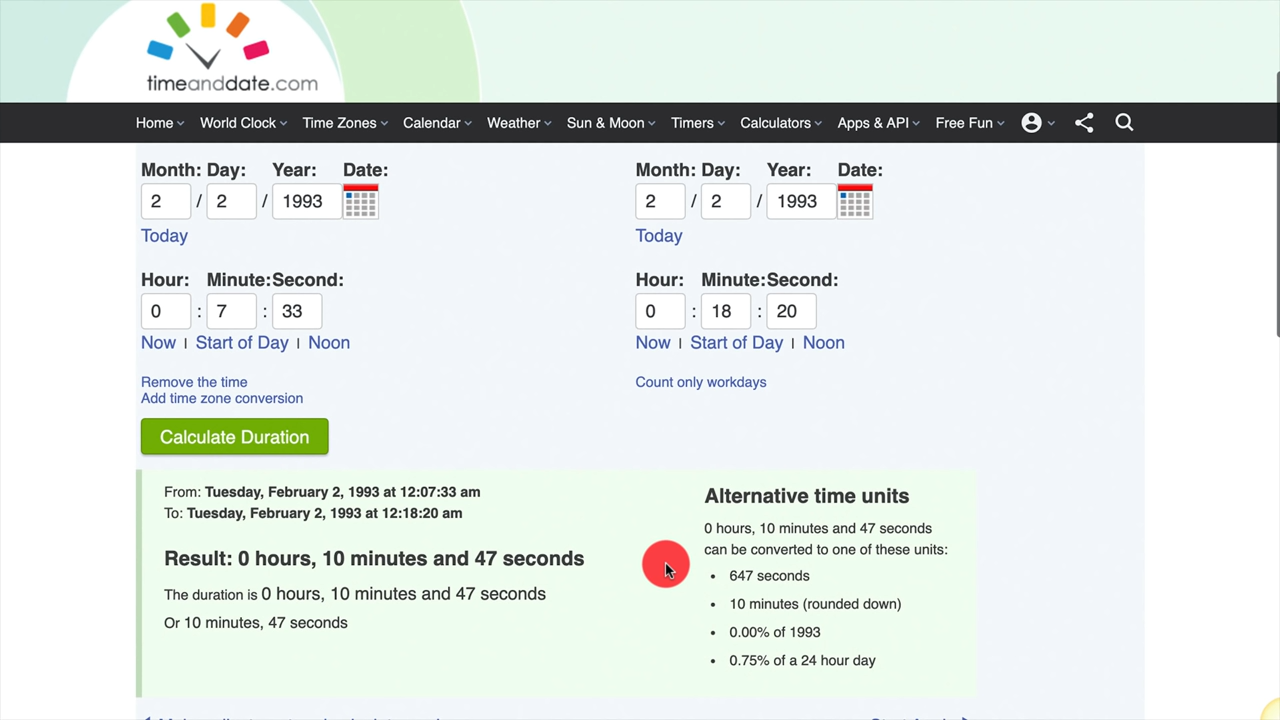 timeanddate.com
Home World Clock Time Zones Calendar Weather Sun & Moon Timers Calculators Apps & API Free Fun
Month: Day: Year: Date:
2 / 2 / 1993
Today
Hour: Minute: Second:
0 : 7 : 33
Now | Start of Day | Noon
Remove the time
Add time zone conversion
Month: Day: Year: Date:
2 / 2 / 1993
Today
Hour: Minute: Second:
0 : 18 : 20
Now | Start of Day | Noon
Count only workdays
Calculate Duration
From: Tuesday, February 2, 1993 at 12:07:33 am
To: Tuesday, February 2, 1993 at 12:18:20 am
Result: 0 hours, 10 minutes and 47 seconds
The duration is 0 hours, 10 minutes and 47 seconds
Or 10 minutes, 47 seconds
Alternative time units
0 hours, 10 minutes and 47 seconds
can be converted to one of these units:
• 647 seconds
• 10 minutes (rounded down)
• 0.00% of 1993
• 0.75% of a 24 hour day